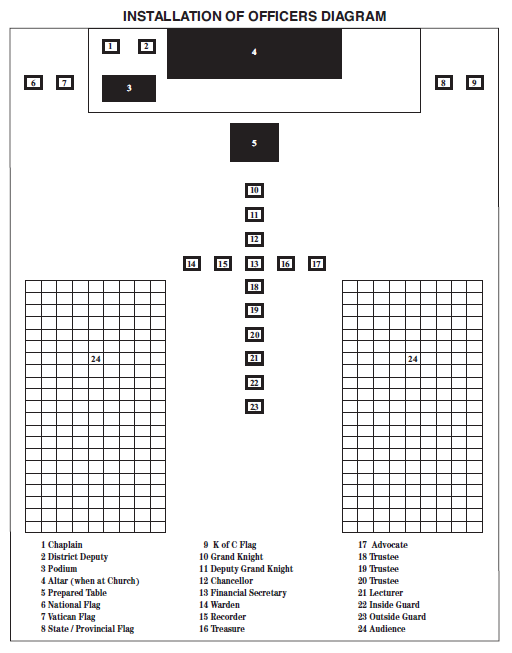 INSTALLATION OF OFFICERS DIAGRAM
1 2 4
6 7 3 8 9
5
10
11
12
14 15 13 16 17
18
19
20
24 21 24
22
23
1 Chaplain
2 District Deputy
3 Podium
4 Altar (when at Church)
5 Prepared Table
6 National Flag
7 Vatican Flag
8 State / Provincial Flag
9 K of C Flag
10 Grand Knight
11 Deputy Grand Knight
12 Chancellor
13 Financial Secretary
14 Warden
15 Recorder
16 Treasure
17 Advocate
18 Trustee
19 Trustee
20 Trustee
21 Lecturer
22 Inside Guard
23 Outside Guard
24 Audience